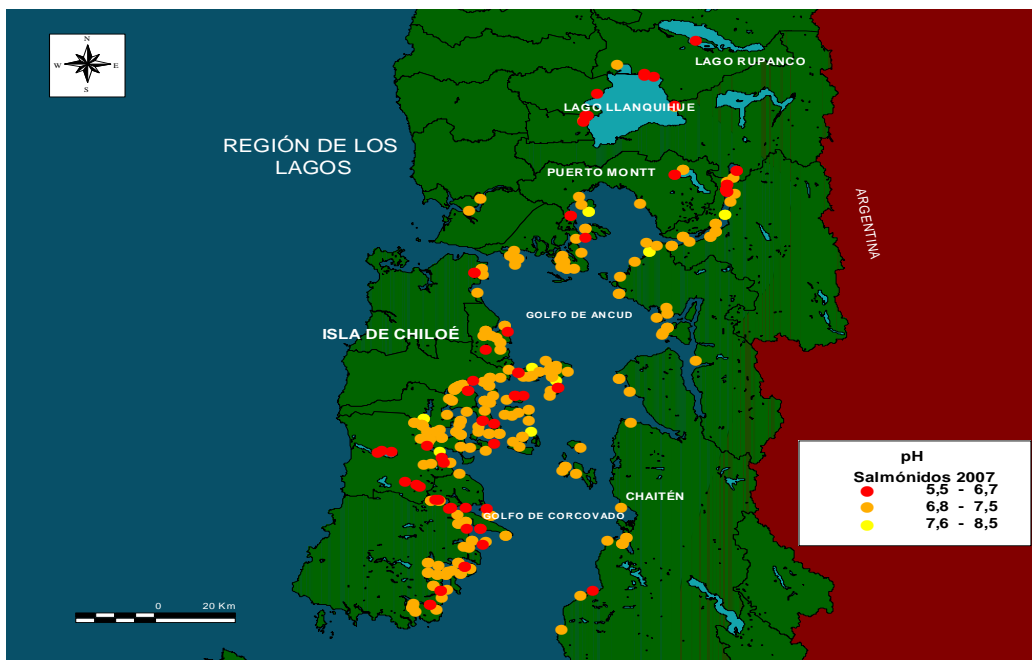 N
W E
S
LAGO RUPANCO
LAGO LLANQUIHUE
REGIÓN DE LOS
LAGOS
PUERTO MONTT
ARGENTINA
GOLFO DE ANCUD
ISLA DE CHILOÉ
CHAITÉN
GOLFO DE CORCOVADO
pH
Salmónidos 2007
5,5 - 6,7
6,8 - 7,5
7,6 - 8,5
0 20 Km